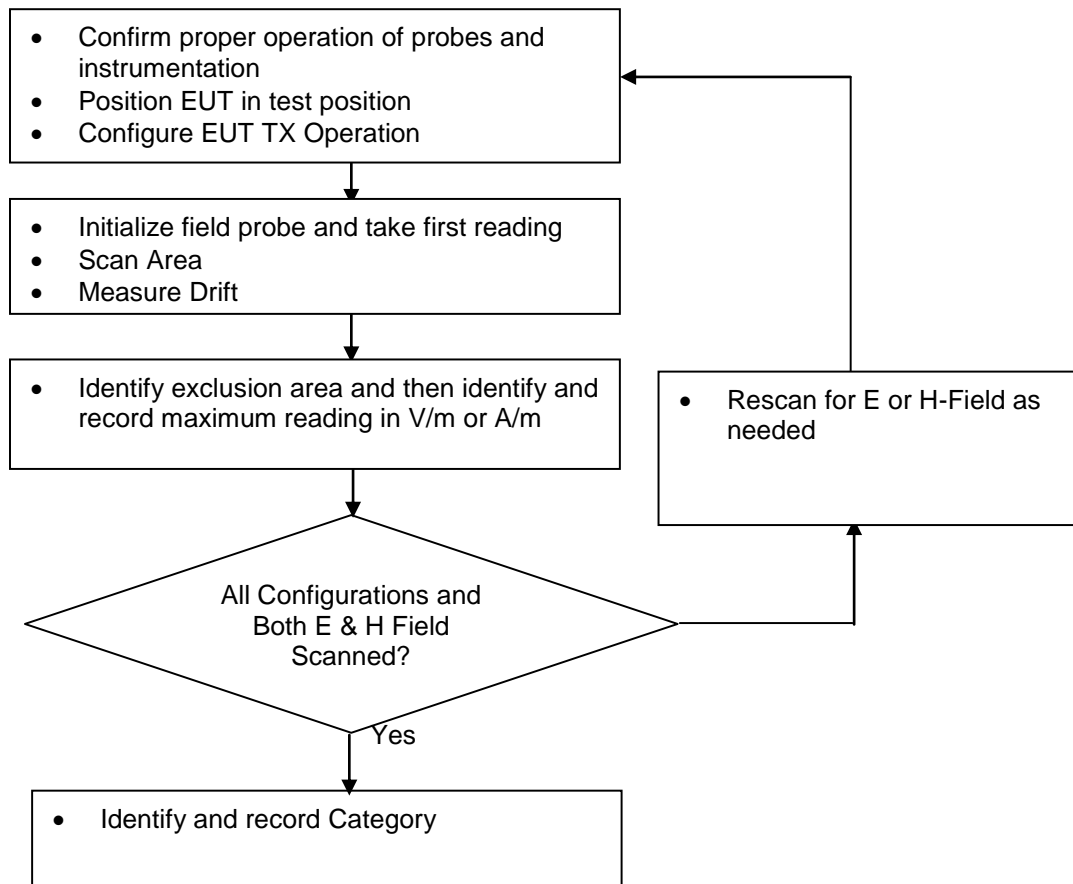 • Confirm proper operation of probes and
instrumentation
• Position EUT in test position
• Configure EUT TX Operation
• Initialize field probe and take first reading
• Scan Area
• Measure Drift
• Identify exclusion area and then identify and
record maximum reading in V/m or A/m
• Rescan for E or H-Field as
needed
All Configurations and
Both E & H Field
Scanned?
Yes
• Identify and record Category